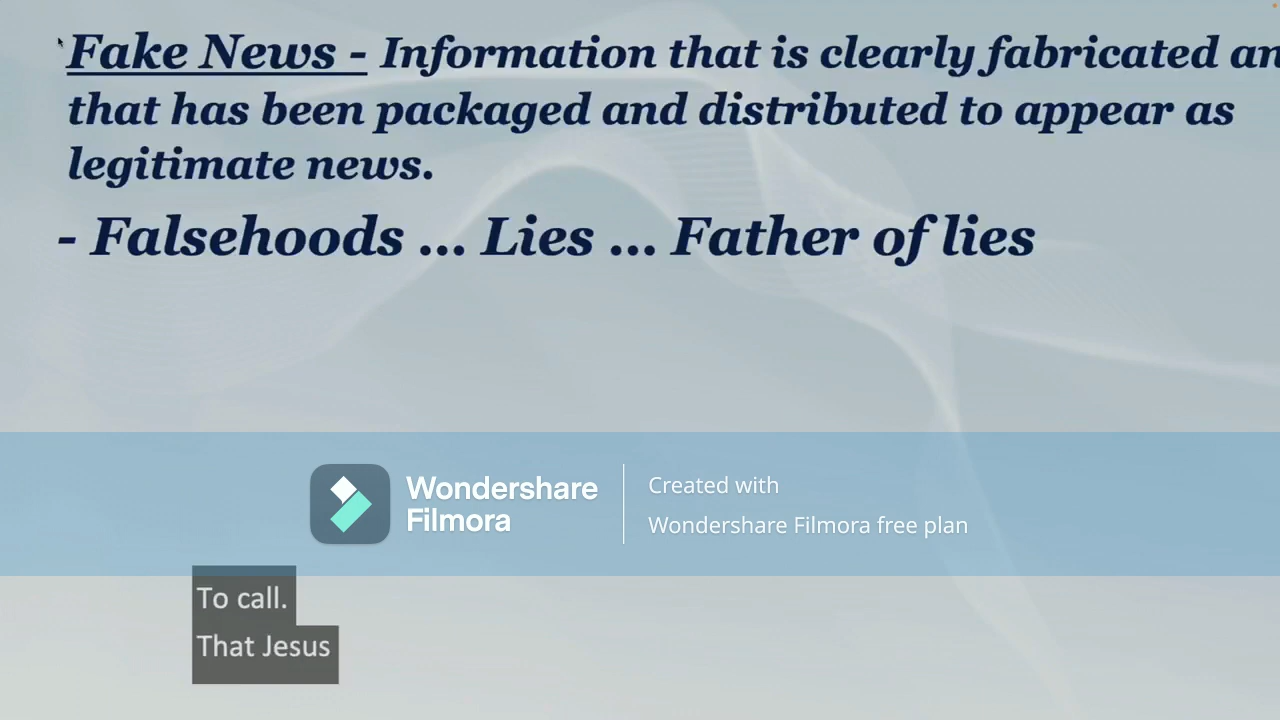 Fake News - Information that is clearly fabricated an
that has been packaged and distributed to appear as
legitimate news.
- Falsehoods ... Lies ... Father of lies
Wondershare
Filmora
Created with
Wondershare Filmora free plan
To call.
That Jesus